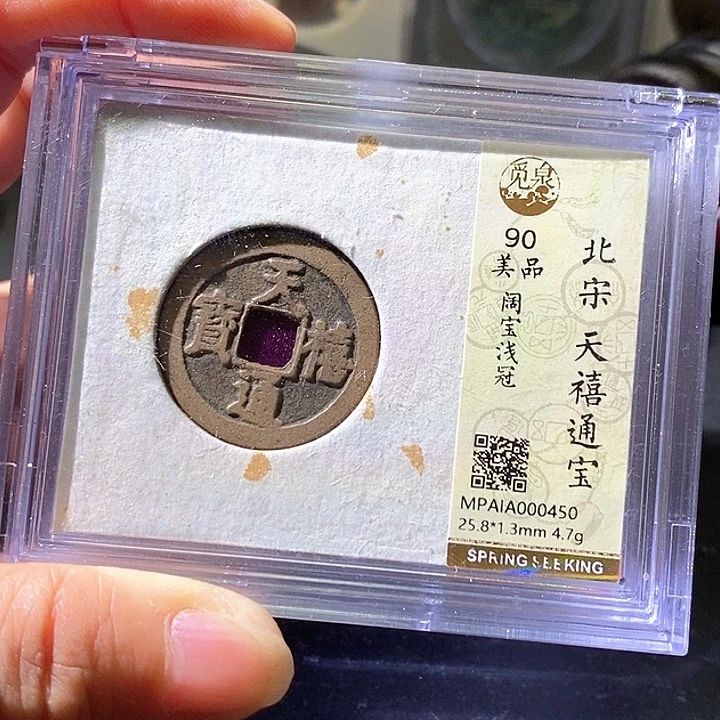 天禧通寶
觅泉
90
美品
阔宝浅冠
北宋 天禧通宝
MPAIA000450
25.8*1.3mm 4.7g
SPRING SEEKING